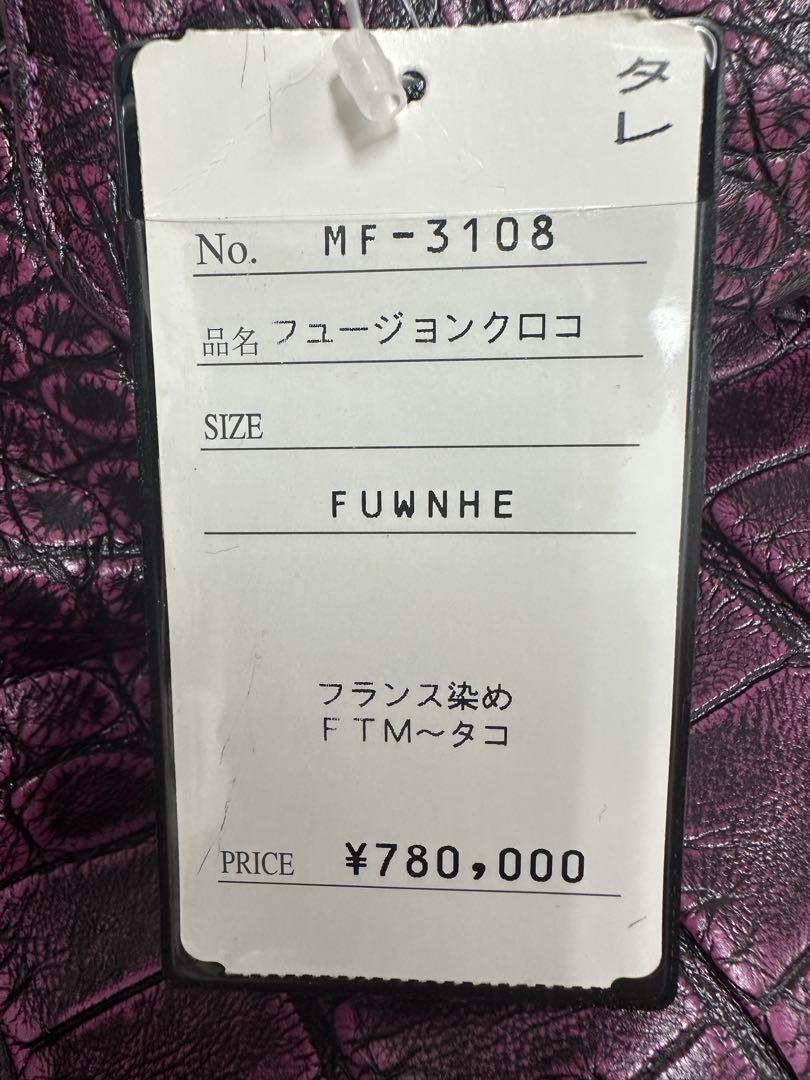 タレ
No. MF-3108
品名 フュージョンクロコ
SIZE
FUWNHE
フランス染め
FTM～タコ
PRICE ¥780,000